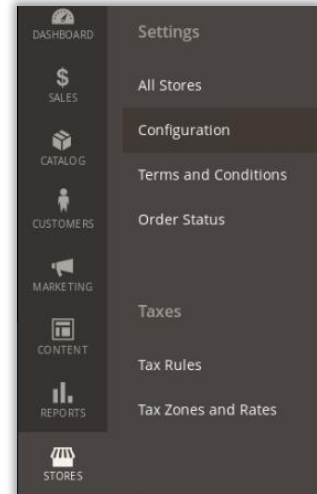 DASHBOARD
SALES
CATALOG
CUSTOMERS
MARKETING
CONTENT
REPORTS
STORES
Settings
All Stores
Configuration
Terms and Conditions
Order Status
Taxes
Tax Rules
Tax Zones and Rates